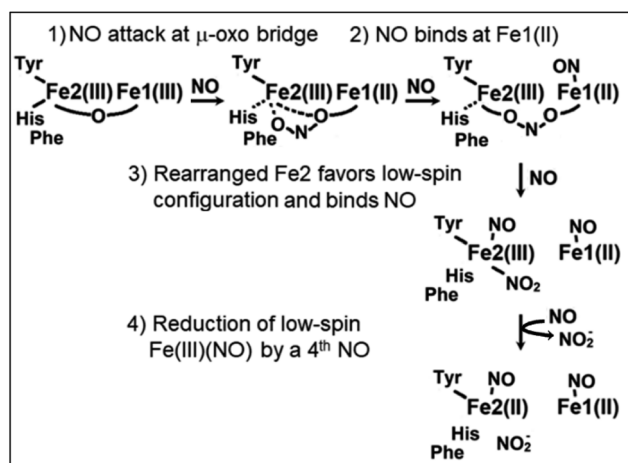 1) NO attack at μ-oxo bridge
2) NO binds at Fe1(II)
Tyr
Fe2(III) Fe1(III)
His
O
Phe
NO
Tyr
Fe2(III) Fe1(II)
His
O
Phe
O
N
NO
Tyr
ON
Fe2(III) Fe1(II)
His
O
N
O
Phe
3) Rearranged Fe2 favors low-spin
configuration and binds NO
NO
Tyr
NO
NO
Fe2(III) Fe1(II)
His
NO2
Phe
4) Reduction of low-spin
Fe(III)(NO) by a 4th NO
NO
NO2-
Tyr
NO
NO
Fe2(II) Fe1(II)
His
NO2-
Phe